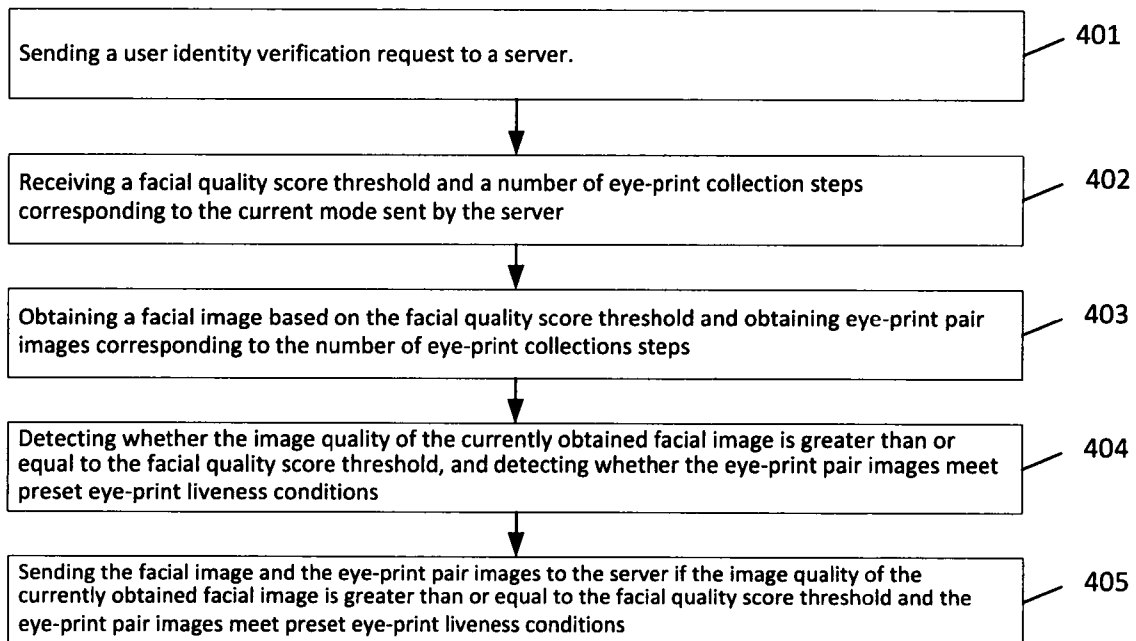 Sending a user identity verification request to a server.
401
Receiving a facial quality score threshold and a number of eye-print collection steps
corresponding to the current mode sent by the server
402
Obtaining a facial image based on the facial quality score threshold and obtaining eye-print pair
images corresponding to the number of eye-print collections steps
403
Detecting whether the image quality of the currently obtained facial image is greater than or
equal to the facial quality score threshold, and detecting whether the eye-print pair images meet
preset eye-print liveness conditions
404
Sending the facial image and the eye-print pair images to the server if the image quality of the
currently obtained facial image is greater than or equal to the facial quality score threshold and the
eye-print pair images meet preset eye-print liveness conditions
405